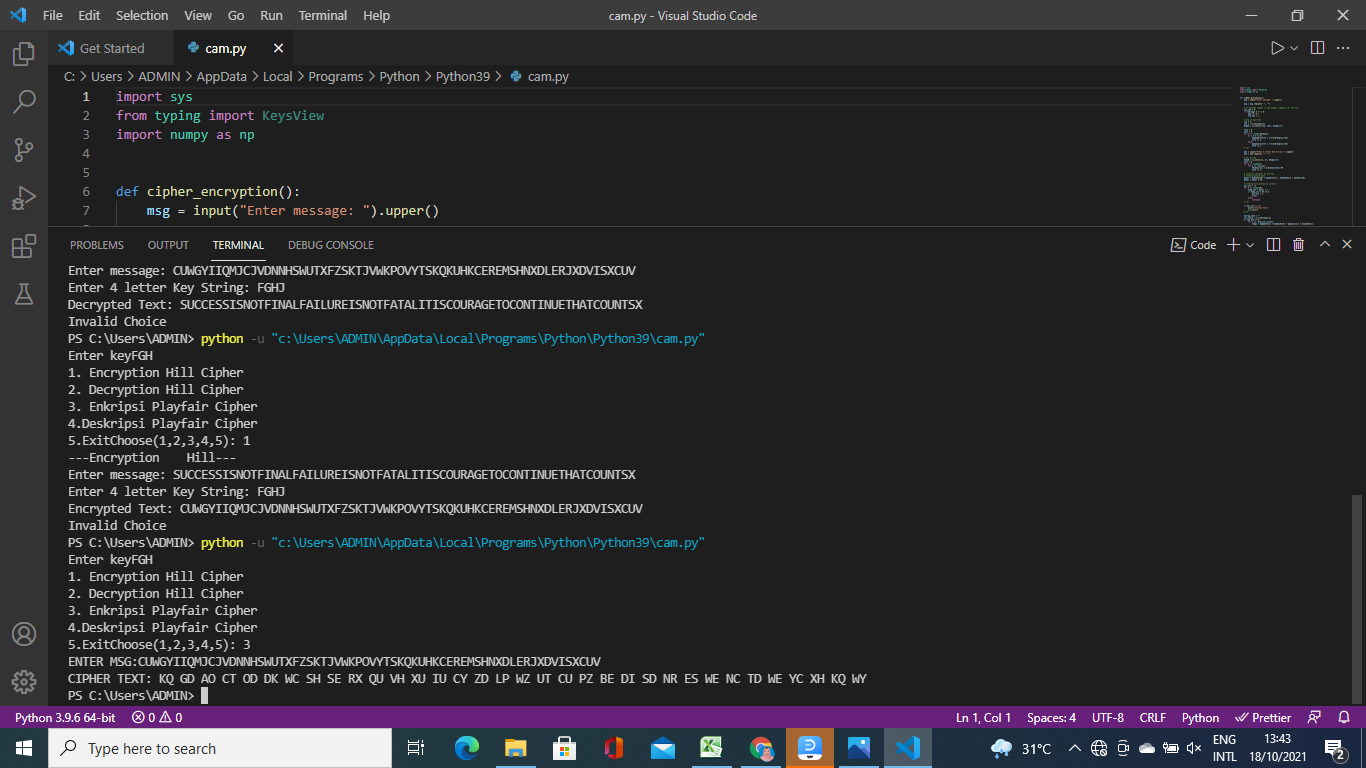 File Edit Selection View Go Run Terminal Help cam.py - Visual Studio Code
Get Started cam.py
C: > Users > ADMIN > AppData > Local > Programs > Python > Python39 > cam.py
1 import sys
2 from typing import KeysView
3 import numpy as np
4
5
6 def cipher_encryption():
7 msg = input("Enter message: ").upper()
PROBLEMS OUTPUT TERMINAL DEBUG CONSOLE Code
Enter message: CUWGYIIQMJCJVDNNHSWUTXFZSKTJVWKPOVYTSKQKUHKCEREMSHNXDLERJXDVISXCUV
Enter 4 letter Key String: FGHJ
Decrypted Text: SUCCESSISNOTFINALFAILUREISNOTFATALITISCOURAGETOCONTINUETHATCOUNTSX
Invalid Choice
PS C:\Users\ADMIN> python -u "c:\Users\ADMIN\AppData\Local\Programs\Python\Python39\cam.py"
Enter keyFGH
1. Encryption Hill Cipher
2. Decryption Hill Cipher
3. Enkripsi Playfair Cipher
4.Deskripsi Playfair Cipher
5.ExitChoose(1,2,3,4,5): 1
---Encryption Hill---
Enter message: SUCCESSISNOTFINALFAILUREISNOTFATALITISCOURAGETOCONTINUETHATCOUNTSX
Enter 4 letter Key String: FGHJ
Encrypted Text: CUWGYIIQMJCJVDNNHSWUTXFZSKTJVWKPOVYTSKQKUHKCEREMSHNXDLERJXDVISXCUV
Invalid Choice
PS C:\Users\ADMIN> python -u "c:\Users\ADMIN\AppData\Local\Programs\Python\Python39\cam.py"
Enter keyFGH
1. Encryption Hill Cipher
2. Decryption Hill Cipher
3. Enkripsi Playfair Cipher
4.Deskripsi Playfair Cipher
5.ExitChoose(1,2,3,4,5): 3
ENTER MSG:CUWGYIIQMJCJVDNNHSWUTXFZSKTJVWKPOVYTSKQKUHKCEREMSHNXDLERJXDVISXCUV
CIPHER TEXT: KQ GD AO CT OD DK WC SH SE RX QU VH XU IU CY ZD LP WZ UT CU PZ BE DI SD NR ES WE NC TD WE YC XH KQ WY
PS C:\Users\ADMIN>
Python 3.9.6 64-bit 0 0 Ln 1, Col 1 Spaces: 4 UTF-8 CRLF Python Prettier
Type here to search 31°C ENG INTL 13:43 18/10/2021 2